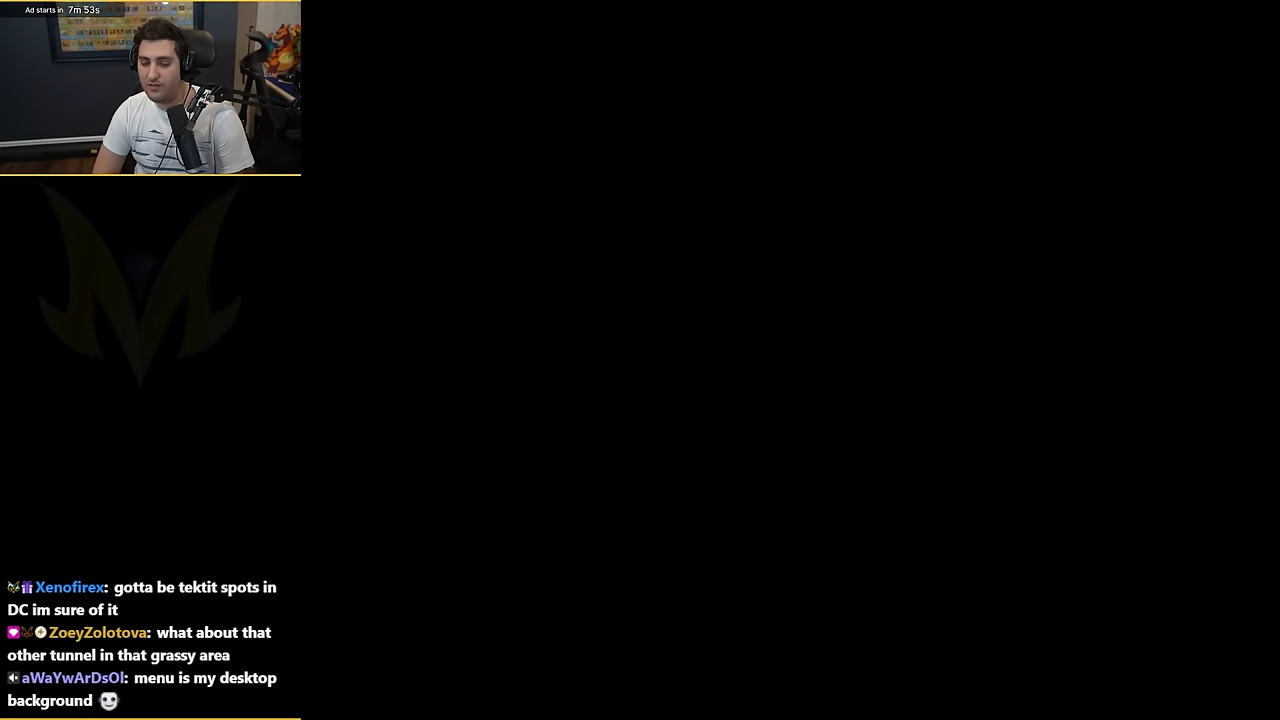 Ad starts in 7m 53s
Xenofirex: gotta be tektit spots in
DC im sure of it
ZoeyZolotova: what about that
other tunnel in that grassy area
aWaYwArDsOl: menu is my desktop
background